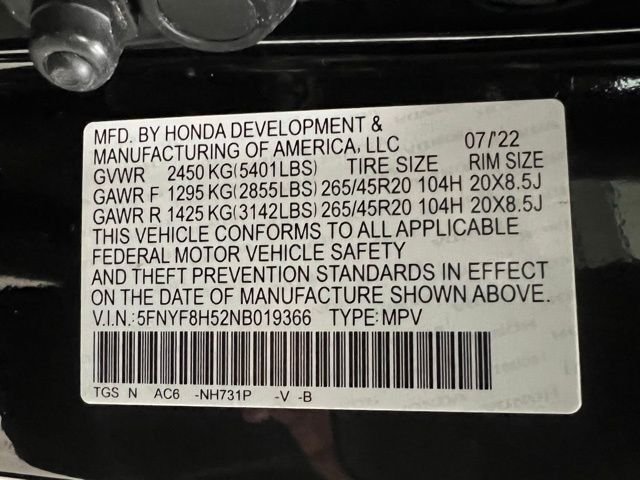 MFD. BY HONDA DEVELOPMENT &
MANUFACTURING OF AMERICA, LLC 07/'22
GVWR 2450 KG(5401LBS) TIRE SIZE RIM SIZE
GAWR F 1295 KG(2855LBS) 265/45R20 104H 20X8.5J
GAWR R 1425 KG(3142LBS) 265/45R20 104H 20X8.5J
THIS VEHICLE CONFORMS TO ALL APPLICABLE
FEDERAL MOTOR VEHICLE SAFETY
AND THEFT PREVENTION STANDARDS IN EFFECT
ON THE DATE OF MANUFACTURE SHOWN ABOVE.
V.I.N.:5FNYF8H52NB019366 TYPE:MPV
TGS N AC6 -NH731P -V -B